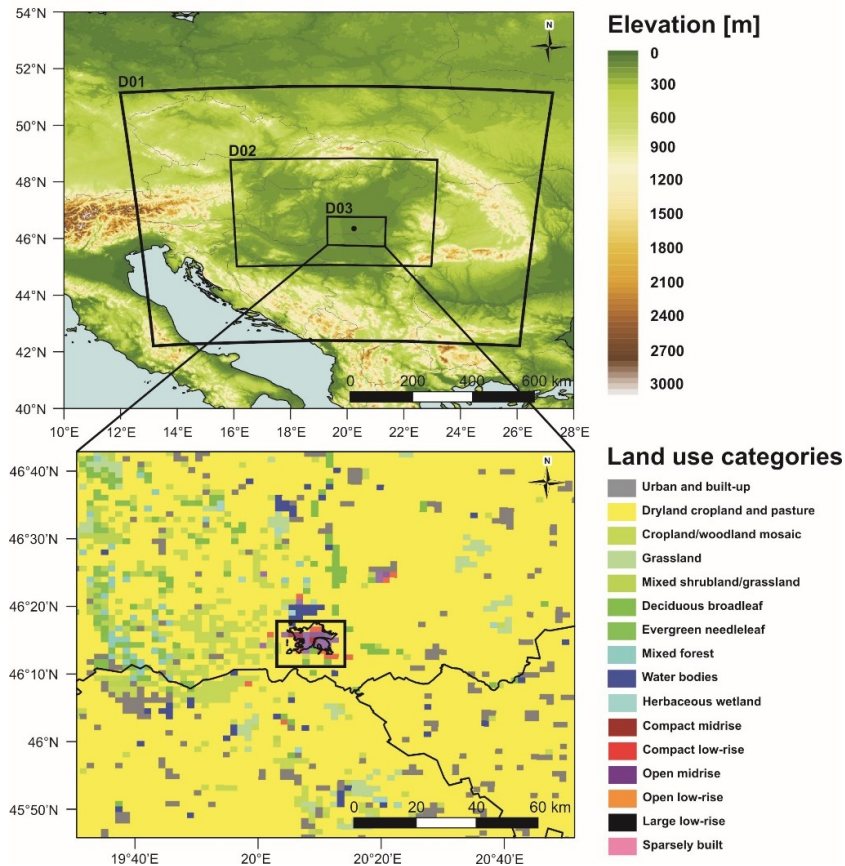 54°N
52°N
50°N
48°N
46°N
44°N
42°N
40°N
10°E 12°E 14°E 16°E 18°E 20°E 22°E 24°E 26°E 28°E
D01
D02
D03
N
0 200 400 600 km
Elevation [m]
0
300
600
900
1200
1500
1800
2100
2400
2700
3000
46°40'N
46°30'N
46°20'N
46°10'N
46°N
45°50'N
19°40'E 20°E 20°20'E 20°40'E
N
0 20 40 60 km
Land use categories
Urban and built-up
Dryland cropland and pasture
Cropland/woodland mosaic
Grassland
Mixed shrubland/grassland
Deciduous broadleaf
Evergreen needleleaf
Mixed forest
Water bodies
Herbaceous wetland
Compact midrise
Compact low-rise
Open midrise
Open low-rise
Large low-rise
Sparsely built